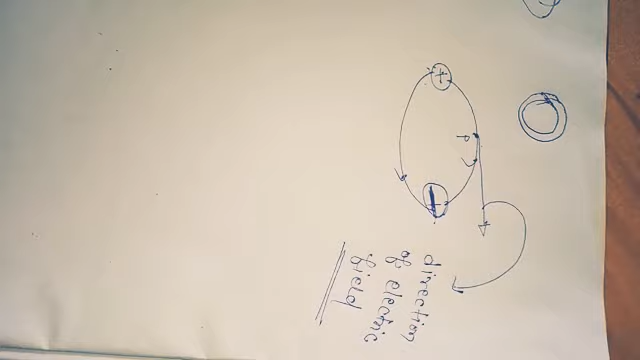 +
P
-
direction
of electric
field